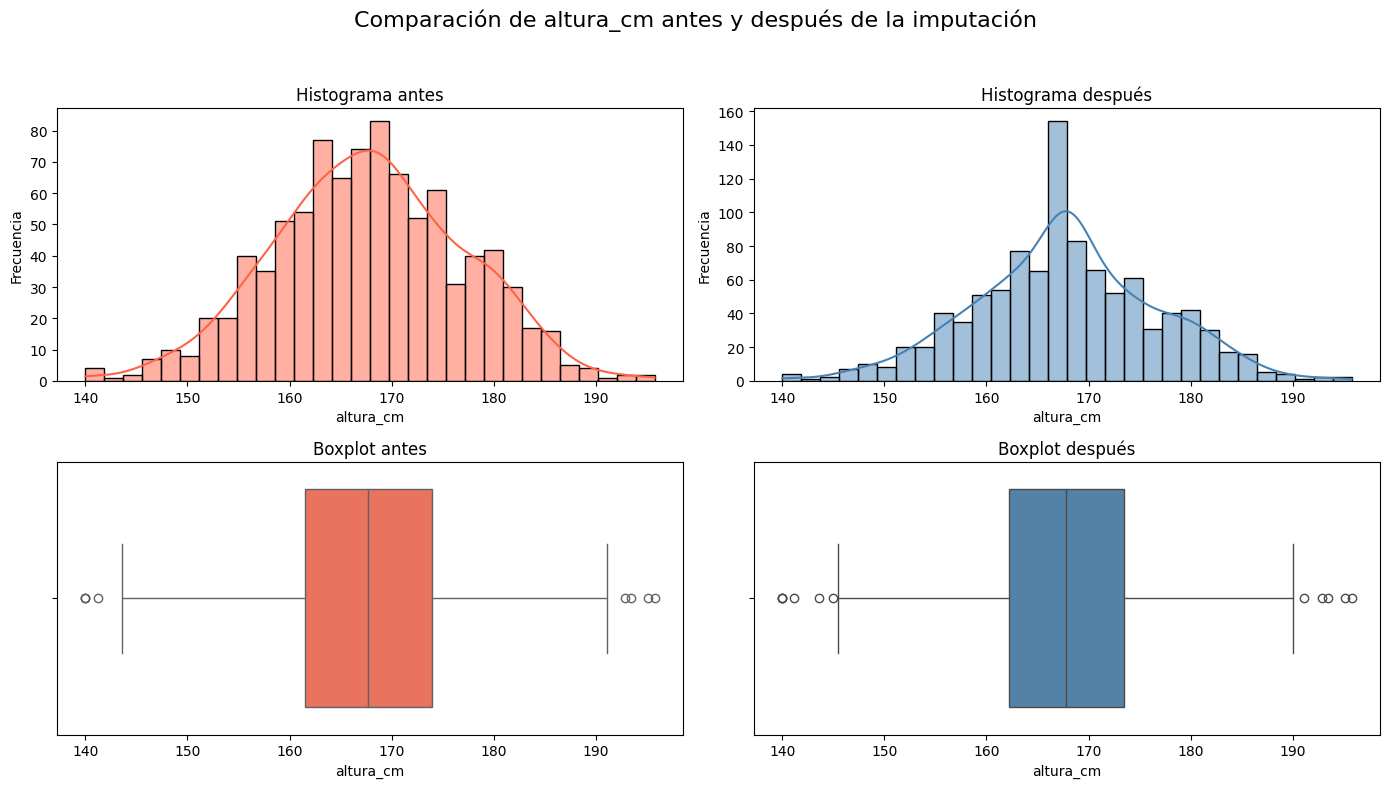 Comparación de altura_cm antes y después de la imputación
Histograma antes
Frecuencia
80
70
60
50
40
30
20
10
0
140 150 160 170 180 190
altura_cm
Histograma después
Frecuencia
160
140
120
100
80
60
40
20
0
140 150 160 170 180 190
altura_cm
Boxplot antes
140 150 160 170 180 190
altura_cm
Boxplot después
140 150 160 170 180 190
altura_cm